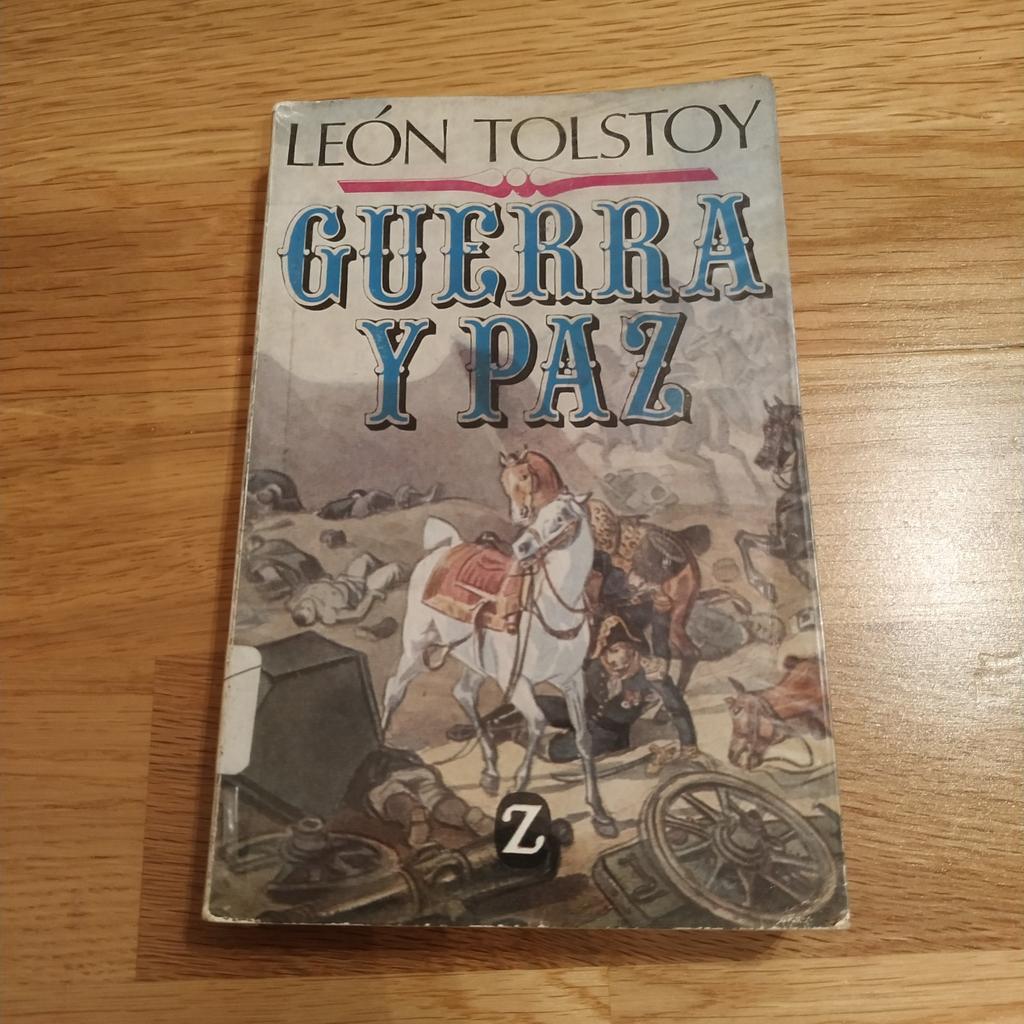 LEÓN TOLSTOY
GUERRA
Y PAZ
Z